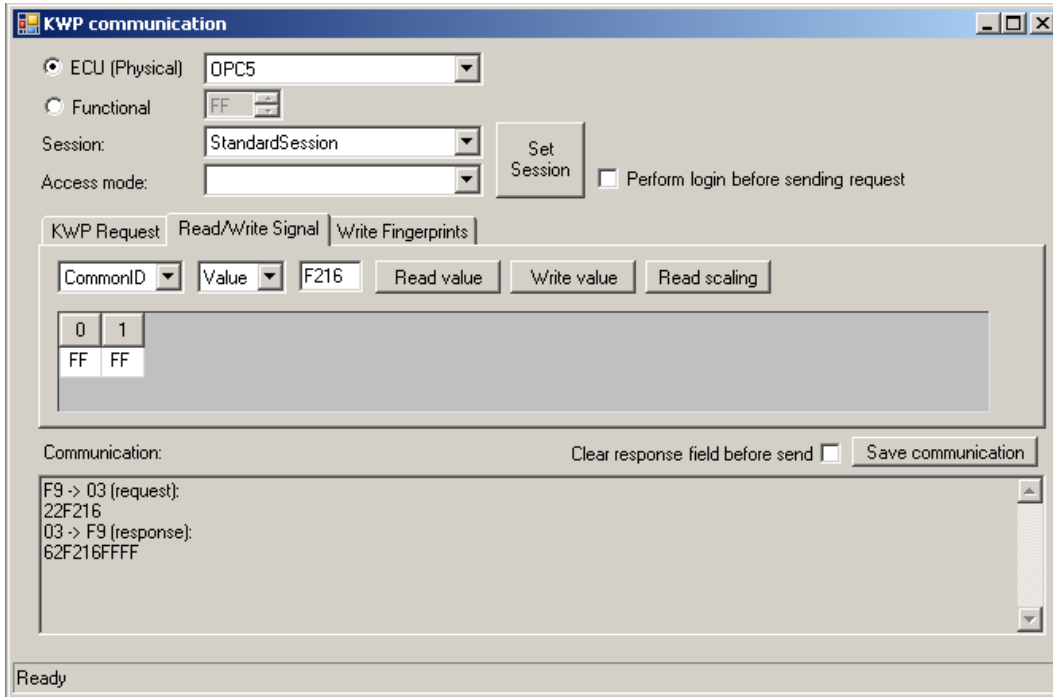 KWP communication
ECU (Physical) OPC5
Functional FF
Session: StandardSession
Set Session
Access mode:
Perform login before sending request
KWP Request Read/Write Signal Write Fingerprints
CommonID Value F216 Read value Write value Read scaling
0 1
FF FF
Communication: Clear response field before send Save communication
F9 -> 03 (request):
22F216
03 -> F9 (response):
62F216FFFF
Ready